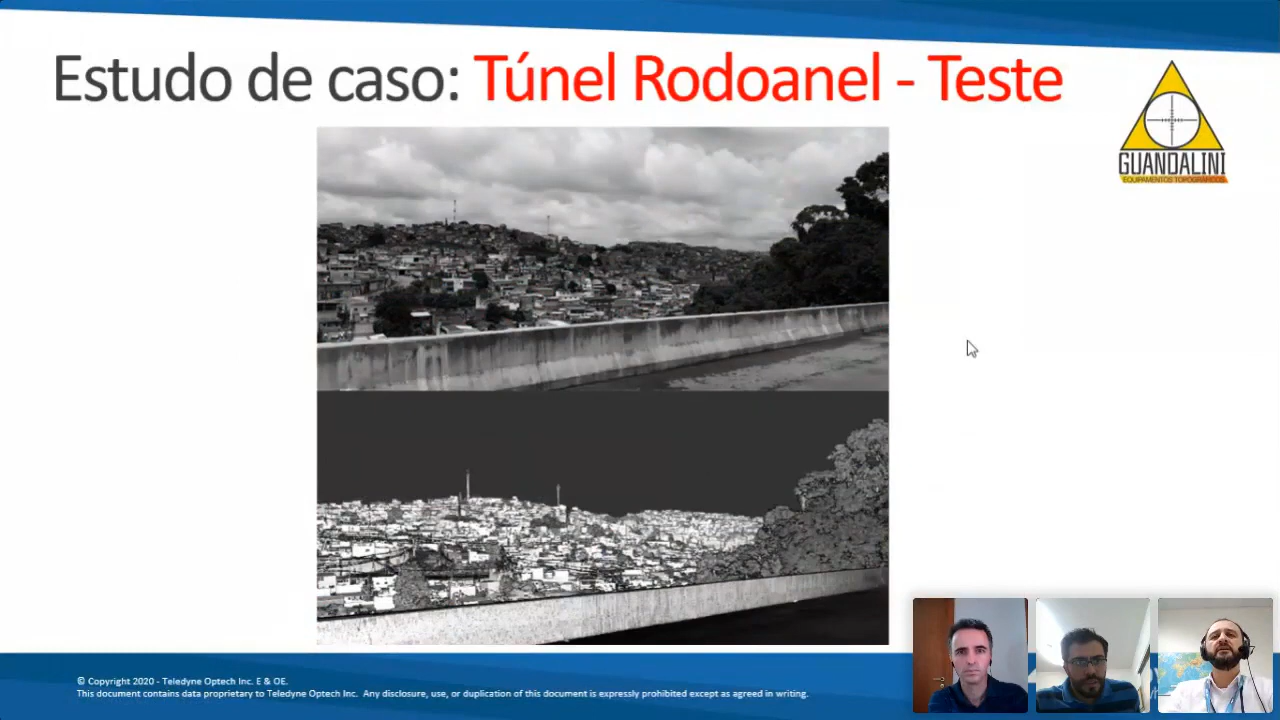 Estudo de caso: Túnel Rodoanel - Teste
GUANDALINI
EQUIPAMENTOS TOPOGRÁFICOS
© Copyright 2020 - Teledyne Optech Inc. E & OE.
This document contains data proprietary to Teledyne Optech Inc. Any disclosure, use, or duplication of this document is expressly prohibited except as agreed in writing.